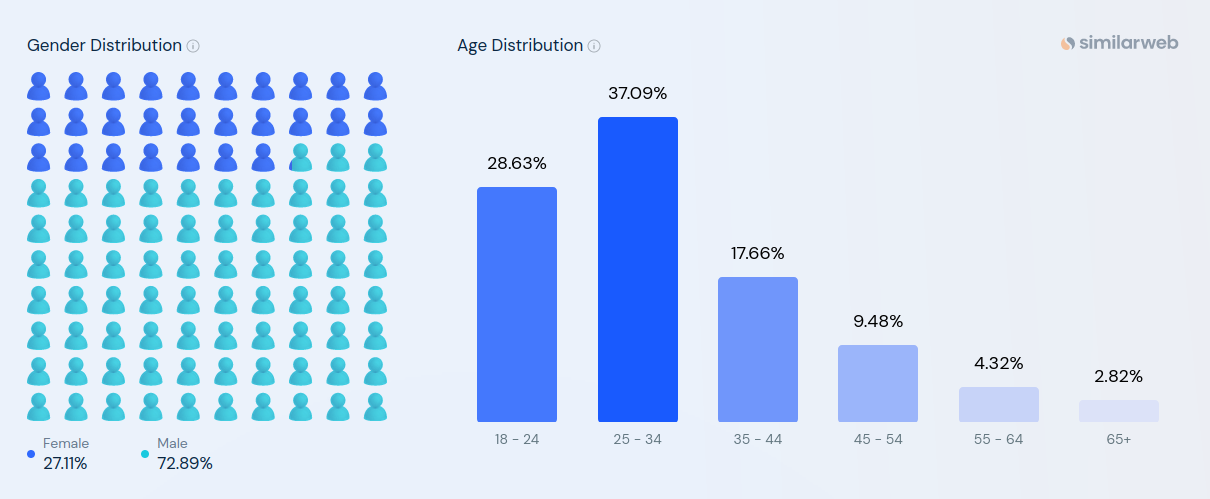 Gender Distribution
Female
27.11%
Male
72.89%
Age Distribution
similarweb
28.63%
37.09%
17.66%
9.48%
4.32%
2.82%
18 - 24
25 - 34
35 - 44
45 - 54
55 - 64
65+